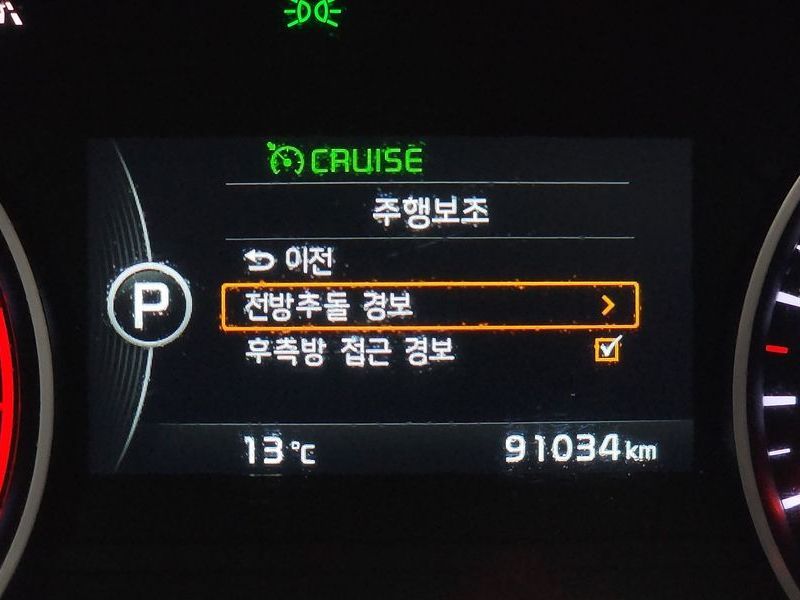 CRUISE
주행보조
이전
P
전방추돌 경보
후측방 접근 경보
13°C 91034km